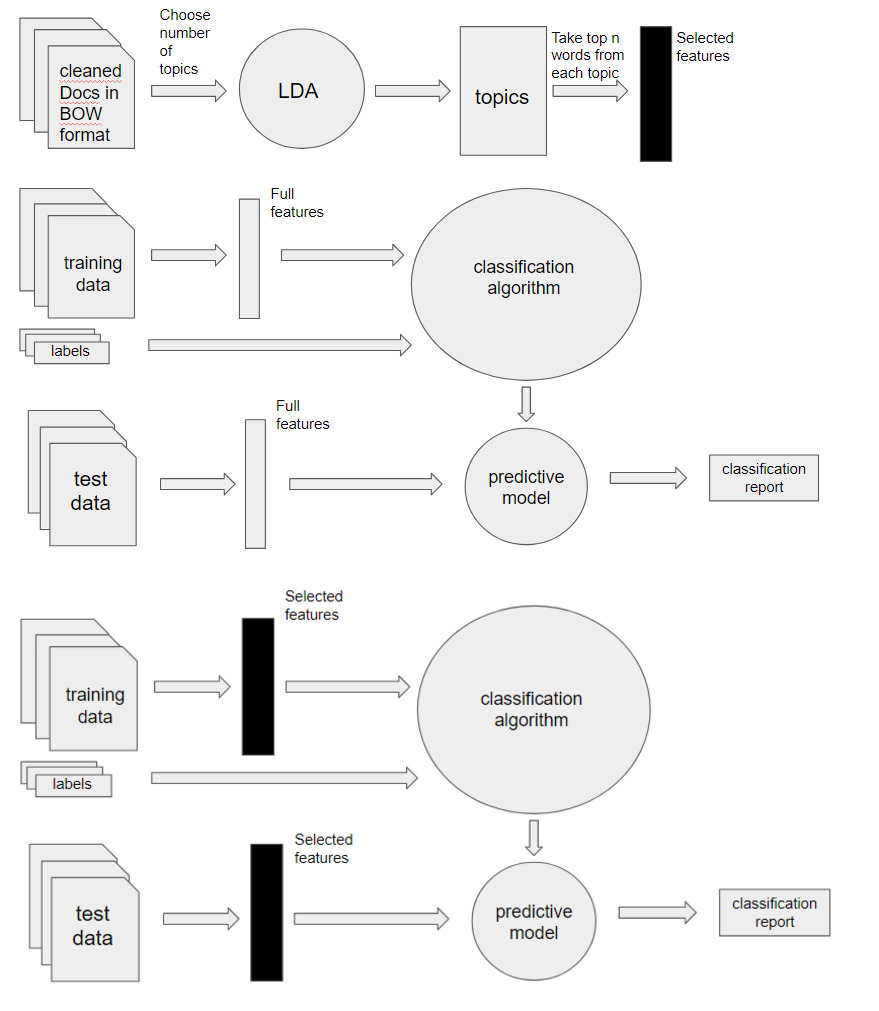 Choose
number
of
topics
cleaned
Docs in
BOW
format
LDA
topics
Take top n
words from
each topic
Selected
features
training
data
Full
features
classification
algorithm
labels
test
data
Full
features
predictive
model
classification
report
Selected
features
training
data
classification
algorithm
labels
test
data
Selected
features
predictive
model
classification
report